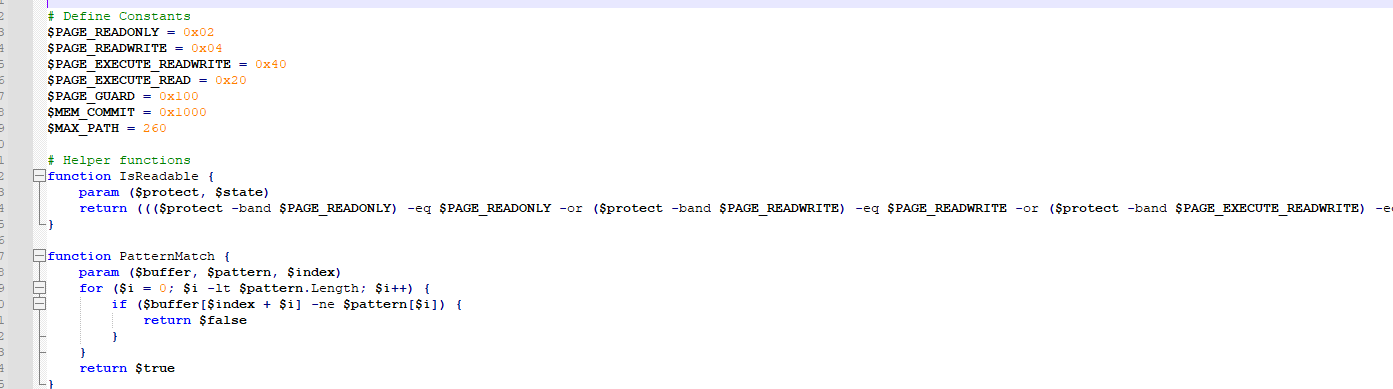 # Define Constants
$PAGE_READONLY = 0x02
$PAGE_READWRITE = 0x04
$PAGE_EXECUTE_READWRITE = 0x40
$PAGE_EXECUTE_READ = 0x20
$PAGE_GUARD = 0x100
$MEM_COMMIT = 0x1000
$MAX_PATH = 260
# Helper functions
function IsReadable {
param ($protect, $state)
return ((($protect -band $PAGE_READONLY) -eq $PAGE_READONLY -or ($protect -band $PAGE_READWRITE) -eq $PAGE_READWRITE -or ($protect -band $PAGE_EXECUTE_READWRITE)
}
function PatternMatch {
param ($buffer, $pattern, $index)
for ($i = 0; $i -lt $pattern.Length; $i++) {
if ($buffer[$index + $i] -ne $pattern[$i]) {
return $false
}
}
return $true
}